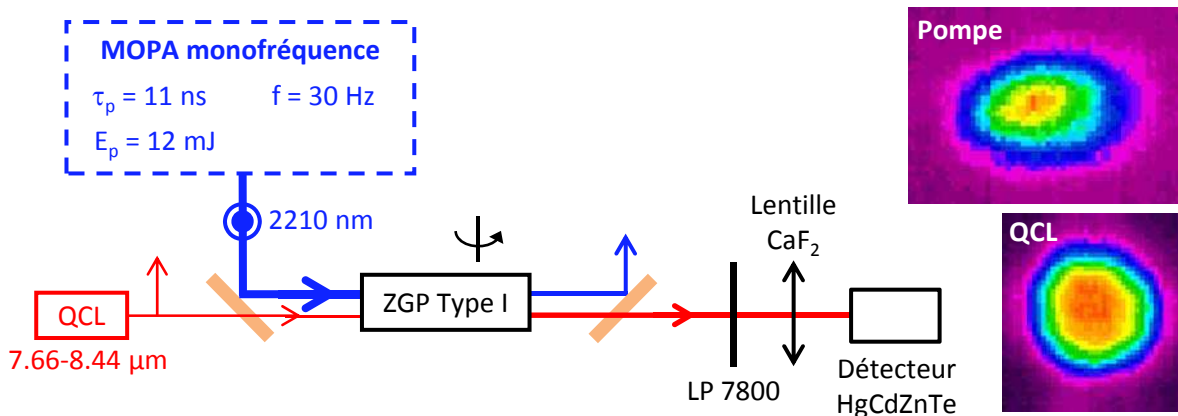 MOPA monofréquence
τp = 11 ns f = 30 Hz
Ep = 12 mJ
2210 nm
QCL
7.66-8.44 µm
ZGP Type I
LP 7800
Lentille
CaF2
Détecteur
HgCdZnTe
Pompe
QCL